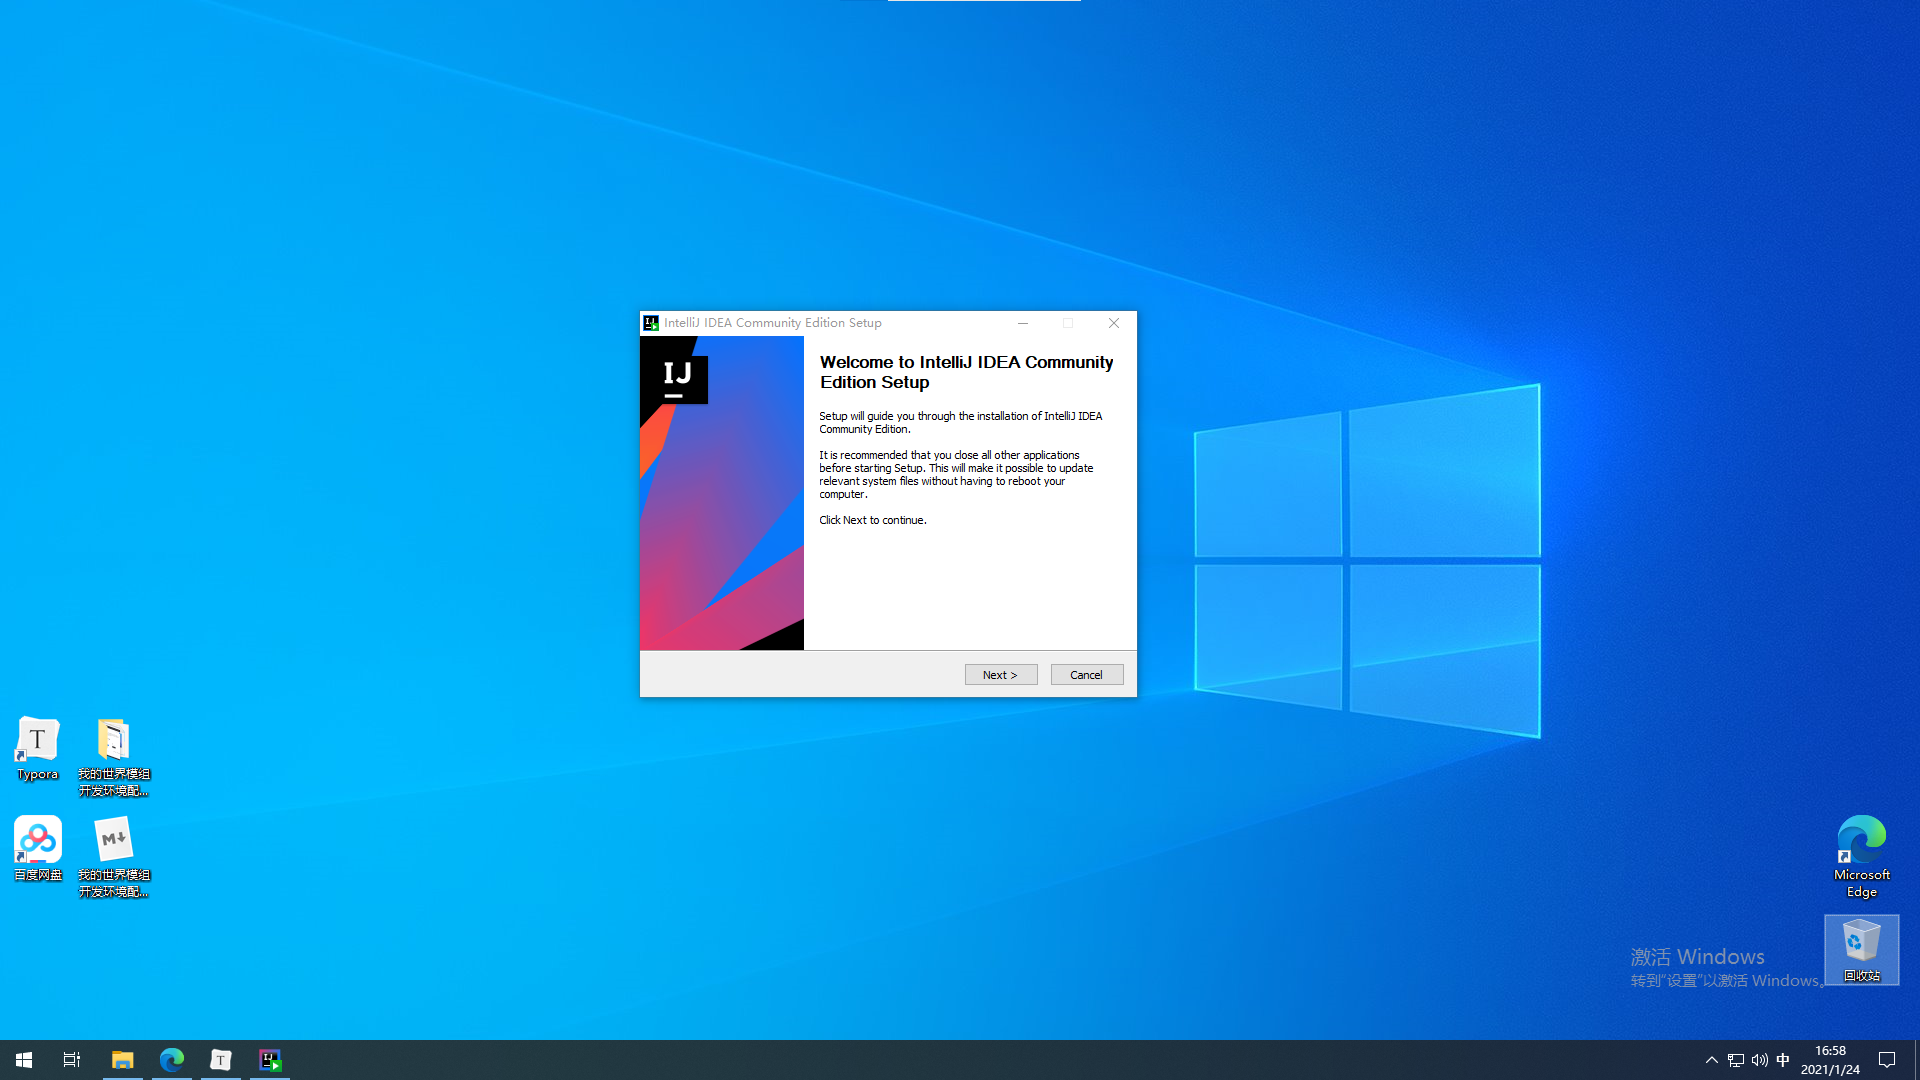 IntelliJ IDEA Community Edition Setup
IJ
Welcome to IntelliJ IDEA Community
Edition Setup
Setup will guide you through the installation of IntelliJ IDEA
Community Edition.
It is recommended that you close all other applications
before starting Setup. This will make it possible to update
relevant system files without having to reboot your
computer.
Click Next to continue.
Next >
Cancel
T
Typora
我的世界模组
开发环境配...
百度网盘
M
我的世界模组
开发环境配...
Microsoft
Edge
激活 Windows
转到“设置”以激活 Windows。
回收站
T
IJ
中
16:58
2021/1/24